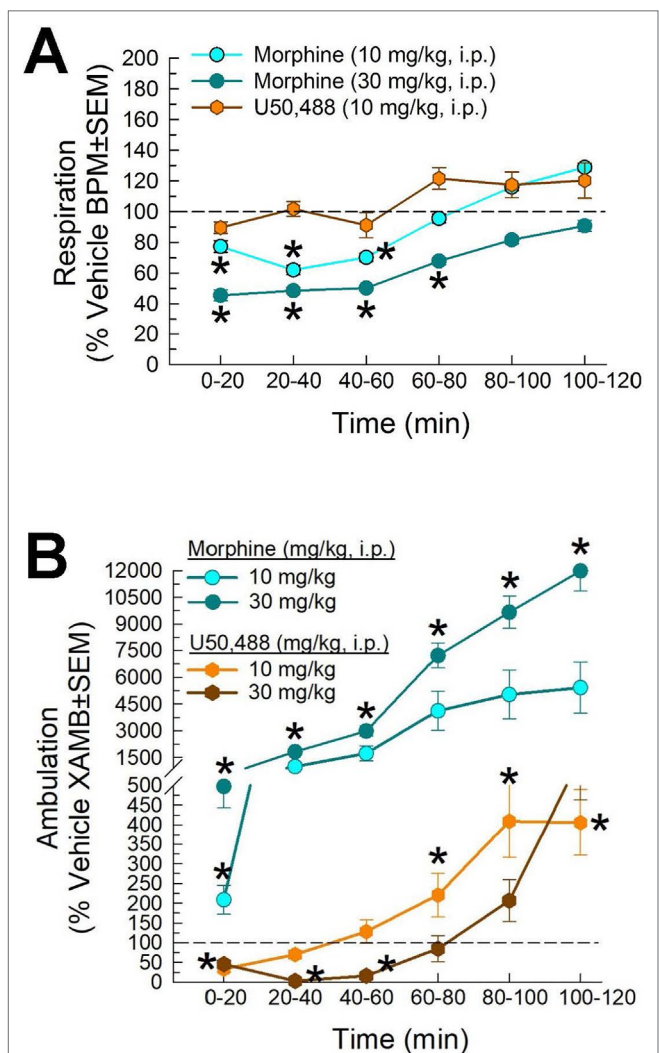 A
Morphine (10 mg/kg, i.p.)
Morphine (30 mg/kg, i.p.)
U50,488 (10 mg/kg, i.p.)
Respiration
(% Vehicle BPM±SEM)
200
180
160
140
120
100
80
60
40
20
0
*
*
*
*
*
*
*
0-20 20-40 40-60 60-80 80-100 100-120
Time (min)
B
Morphine (mg/kg, i.p.)
10 mg/kg
30 mg/kg
U50,488 (mg/kg, i.p.)
10 mg/kg
30 mg/kg
Ambulation
(% Vehicle XAMB±SEM)
12000
10500
9000
7500
6000
4500
3000
1500
500
450
400
350
300
250
200
150
100
50
0
*
*
*
*
*
*
*
*
*
*
*
*
*
0-20 20-40 40-60 60-80 80-100 100-120
Time (min)